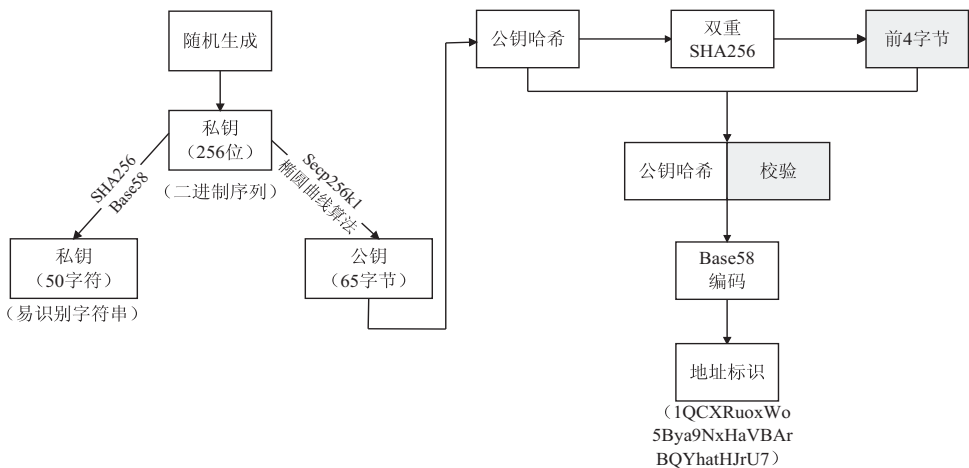 随机生成
私钥
（256位）
（二进制序列）
SHA256
Base58
Secp256k1
椭圆曲线算法
私钥
（50字符）
（易识别字符串）
公钥
（65字节）
公钥哈希
双重
SHA256
前4字节
公钥哈希
校验
Base58
编码
地址标识
（1QCXRuoxWo
5Bya9NxHaVBAr
BQYhatHJrU7）